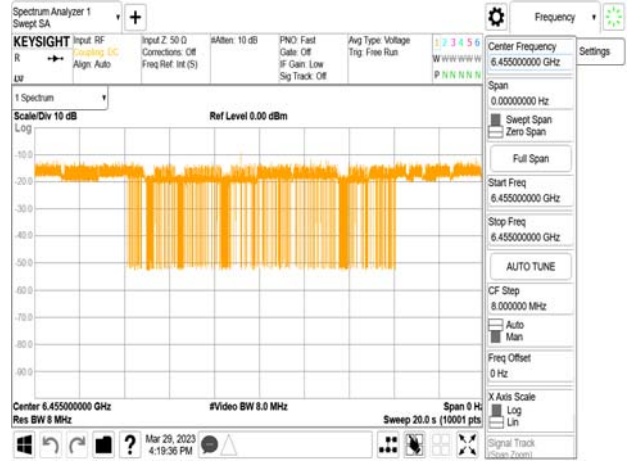 Spectrum Analyzer 1
Swept SA
Frequency
KEYSIGHT
Input: RF
Coupling: DC
Align: Auto
Input Z: 50 Ω
Corrections: Off
Freq Ref: Int (S)
#Atten: 10 dB
PNO: Fast
Gate: Off
IF Gain: Low
Sig Track: Off
Avg Type: Voltage
Trig: Free Run
1 2 3 4 5 6
W W W W W W
P N N N N N
R
LXI
Settings
1 Spectrum
Scale/Div 10 dB
Ref Level 0.00 dBm
Log
-10.0
-20.0
-30.0
-40.0
-50.0
-60.0
-70.0
-80.0
-90.0
Center 6.455000000 GHz
#Video BW 8.0 MHz
Span 0 Hz
Res BW 8 MHz
Sweep 20.0 s (10001 pts
Mar 29, 2023
4:19:36 PM
Center Frequency
6.455000000 GHz
Span
0.00000000 Hz
Swept Span
Zero Span
Full Span
Start Freq
6.455000000 GHz
Stop Freq
6.455000000 GHz
AUTO TUNE
CF Step
8.000000 MHz
Auto
Man
Freq Offset
0 Hz
X Axis Scale
Log
Lin
Signal Track
(Span Zoom)